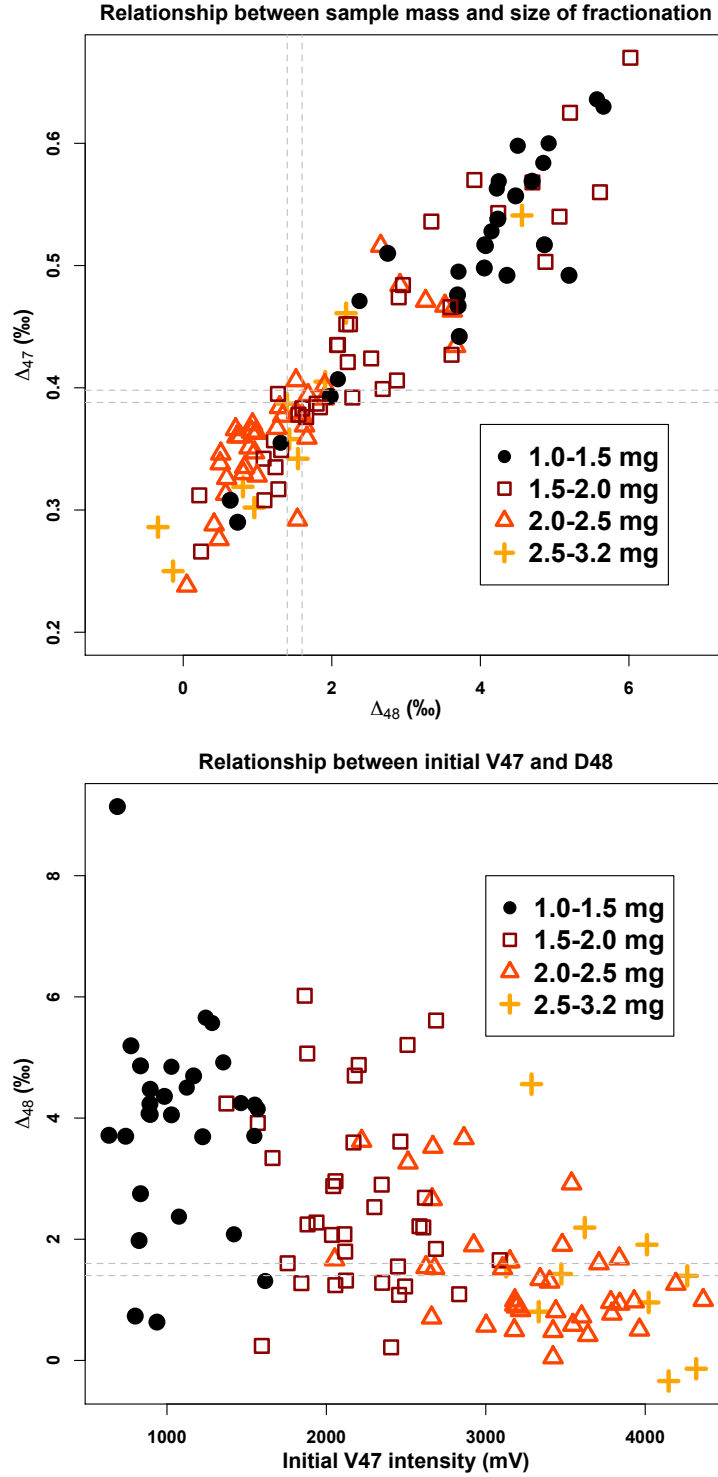 Relationship between sample mass and size of fractionation
Δ47 (‰)
0.6
0.5
0.4
0.3
0.2
1.0-1.5 mg
1.5-2.0 mg
2.0-2.5 mg
2.5-3.2 mg
0 2 4 6
Δ48 (‰)
Relationship between initial V47 and D48
Δ48 (‰)
8
6
4
2
0
1.0-1.5 mg
1.5-2.0 mg
2.0-2.5 mg
2.5-3.2 mg
1000 2000 3000 4000
Initial V47 intensity (mV)